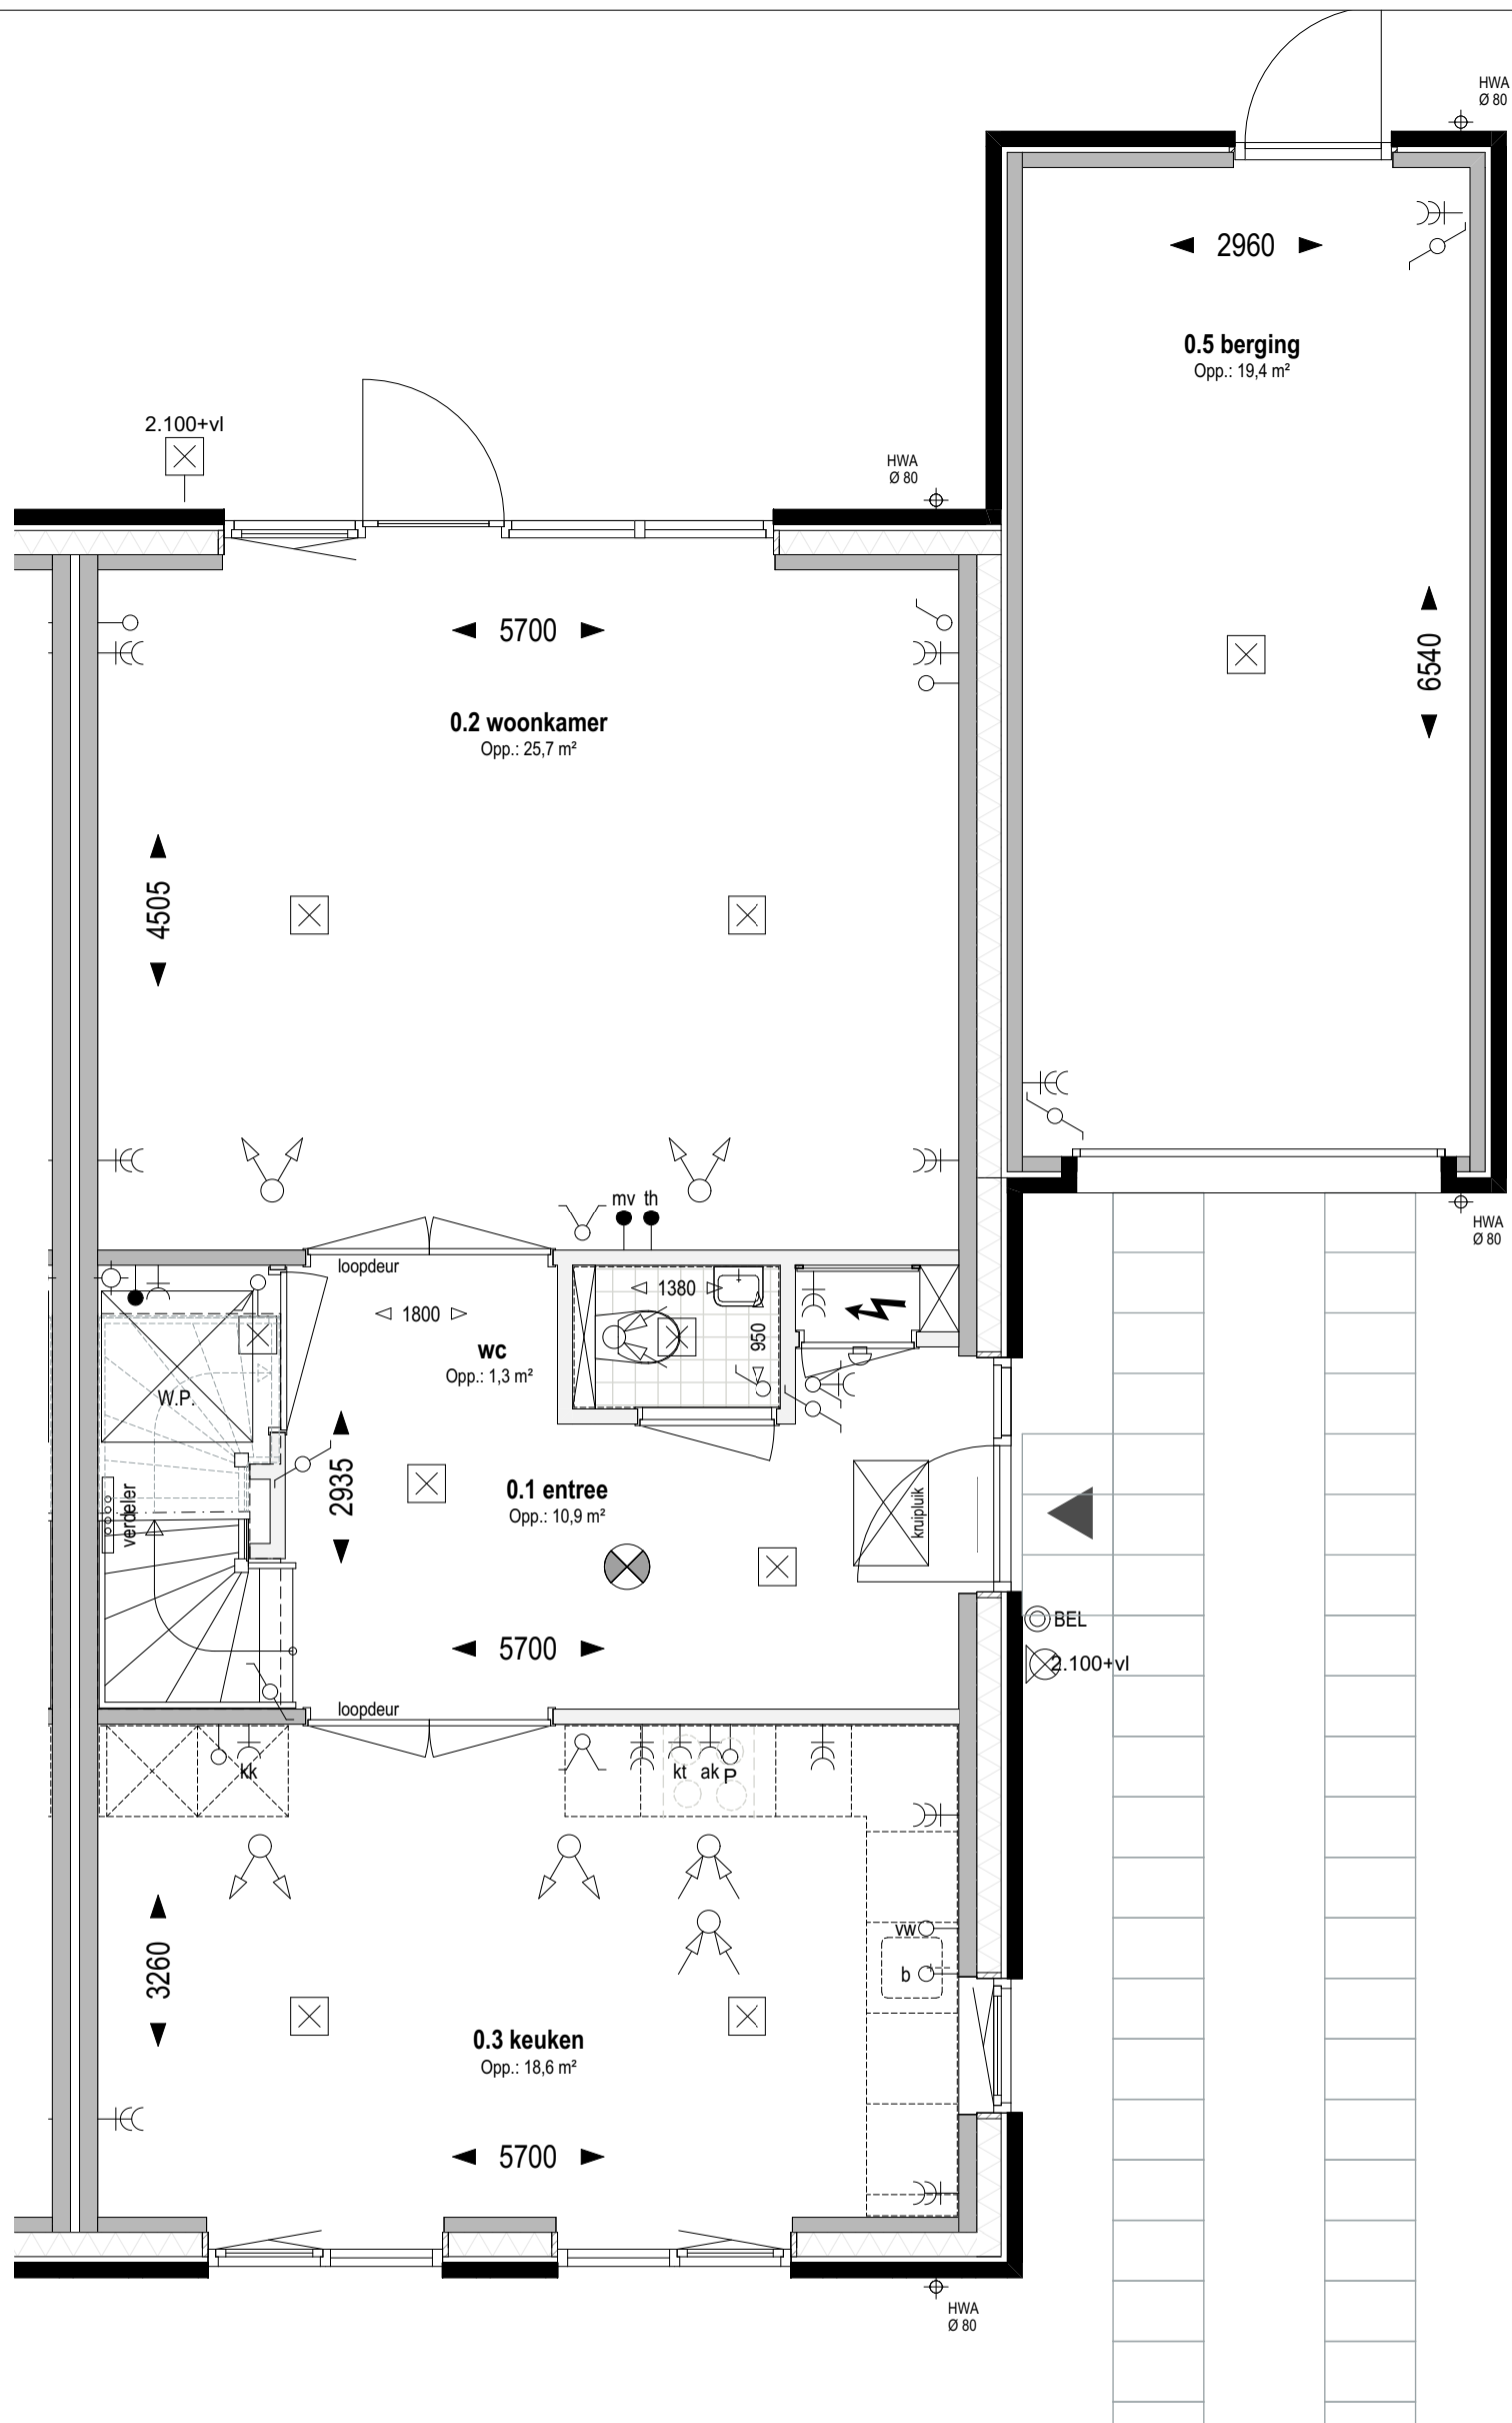 HWA
Ø 80
2960
0.5 berging
Opp.: 19,4 m²
2.100+vl
HWA
Ø 80
5700
6540
0.2 woonkamer
Opp.: 25,7 m²
4505
mv th
HWA
Ø 80
loopdeur
1380
1800
950
wc
Opp.: 1,3 m²
W.P.
2935
0.1 entree
Opp.: 10,9 m²
kruipluik
verdeler
BEL
5700
2.100+vl
loopdeur
kk
kt ak P
vw
b
3260
0.3 keuken
Opp.: 18,6 m²
5700
HWA
Ø 80